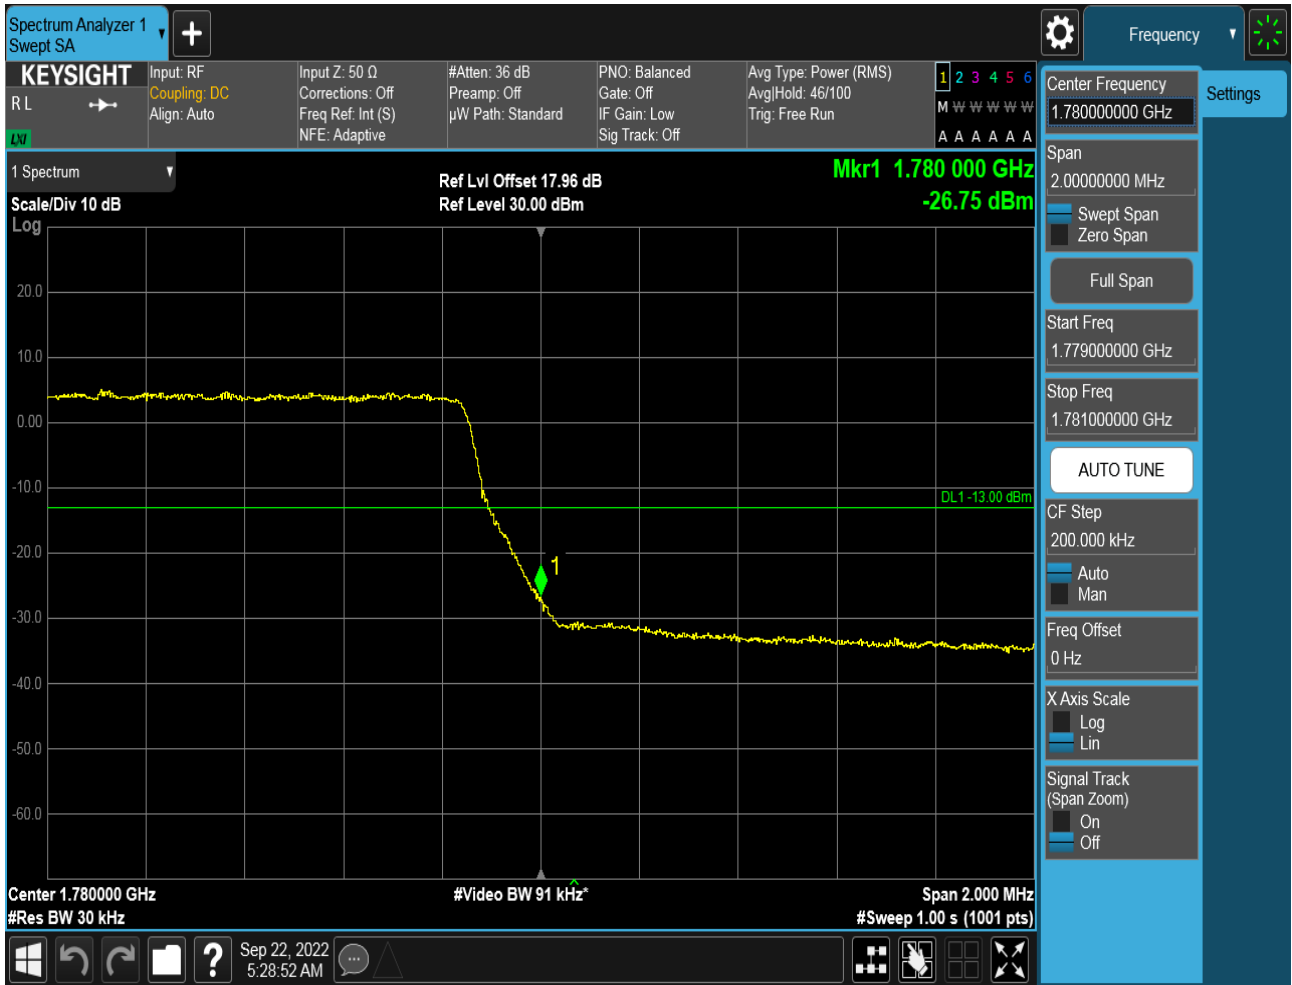 Spectrum Analyzer 1
Swept SA
Frequency
KEYSIGHT
R L
LXI
Input: RF
Coupling: DC
Align: Auto
Input Z: 50 Ω
Corrections: Off
Freq Ref: Int (S)
NFE: Adaptive
#Atten: 36 dB
Preamp: Off
µW Path: Standard
PNO: Balanced
Gate: Off
IF Gain: Low
Sig Track: Off
Avg Type: Power (RMS)
Avg|Hold: 46/100
Trig: Free Run
1 2 3 4 5 6
M W W W W W
A A A A A A
1 Spectrum
Scale/Div 10 dB
Log
Ref Lvl Offset 17.96 dB
Ref Level 30.00 dBm
Mkr1 1.780 000 GHz
-26.75 dBm
20.0
10.0
0.00
-10.0
DL1 -13.00 dBm
-20.0
1
-30.0
-40.0
-50.0
-60.0
Center 1.780000 GHz
#Video BW 91 kHz*
Span 2.000 MHz
#Res BW 30 kHz
#Sweep 1.00 s (1001 pts)
?
Sep 22, 2022
5:28:52 AM
Center Frequency
1.780000000 GHz
Settings
Span
2.00000000 MHz
Swept Span
Zero Span
Full Span
Start Freq
1.779000000 GHz
Stop Freq
1.781000000 GHz
AUTO TUNE
CF Step
200.000 kHz
Auto
Man
Freq Offset
0 Hz
X Axis Scale
Log
Lin
Signal Track
(Span Zoom)
On
Off